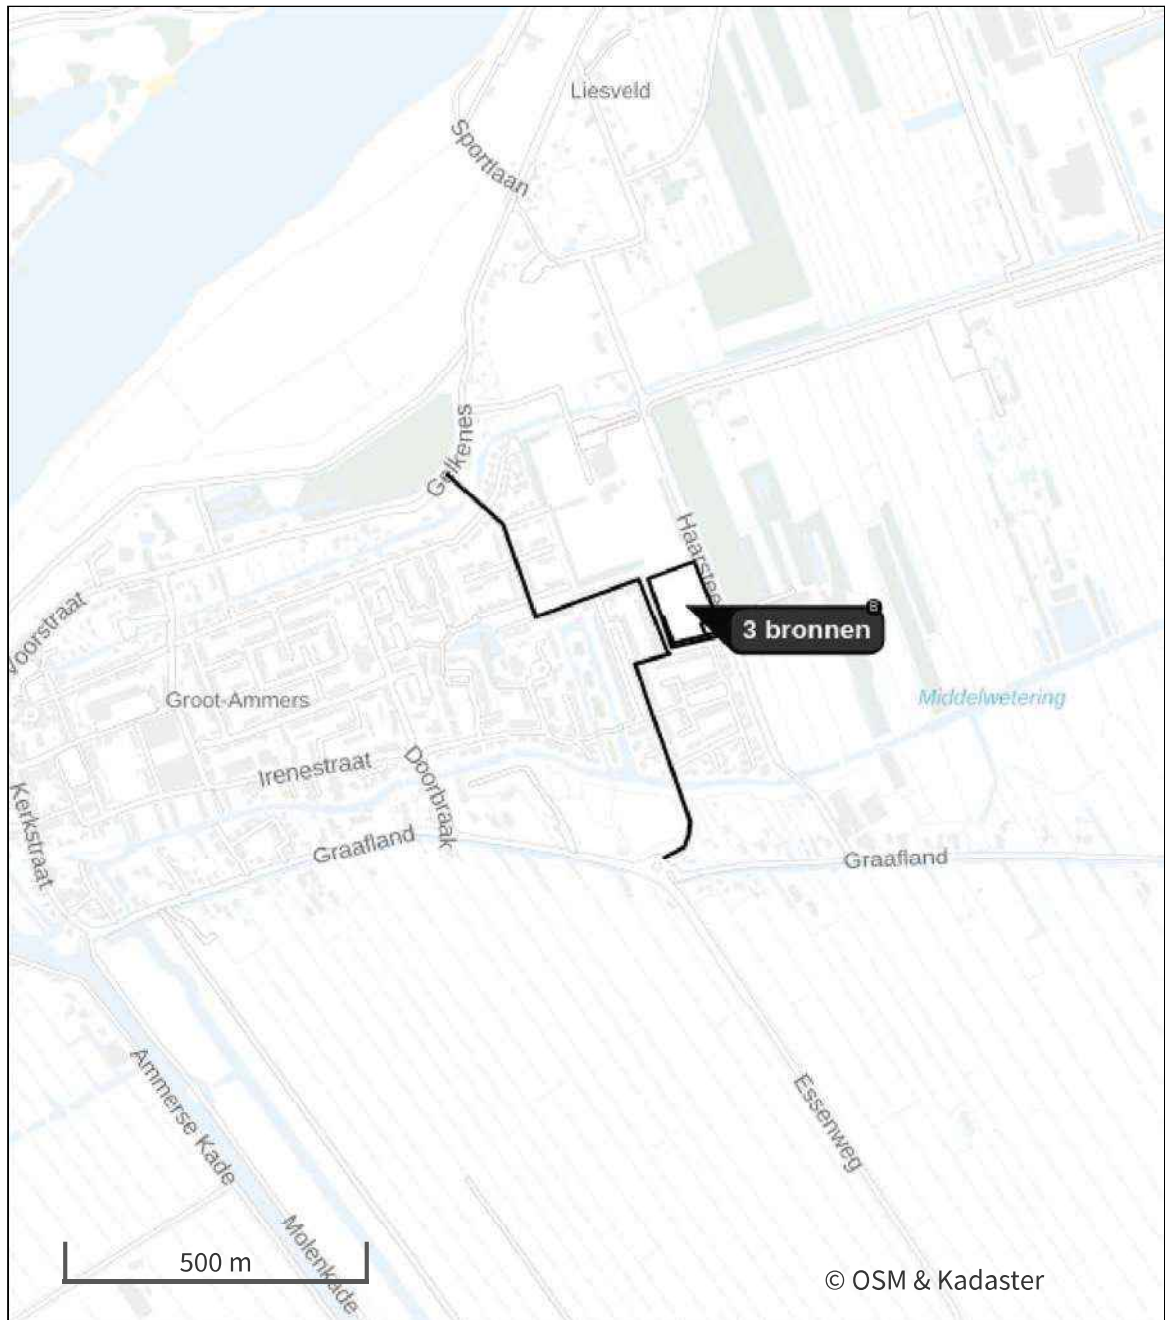 Liesveld
Sportlaan
Gelkenes
Haarsteeg
B
3 bronnen
Voorstraat
Groot-Ammers
Middelwetering
Irenestraat
Doorbraak
Kerkstraat
Graafland
Graafland
Ammerse Kade
Essenweg
Molenkade
500 m
© OSM & Kadaster